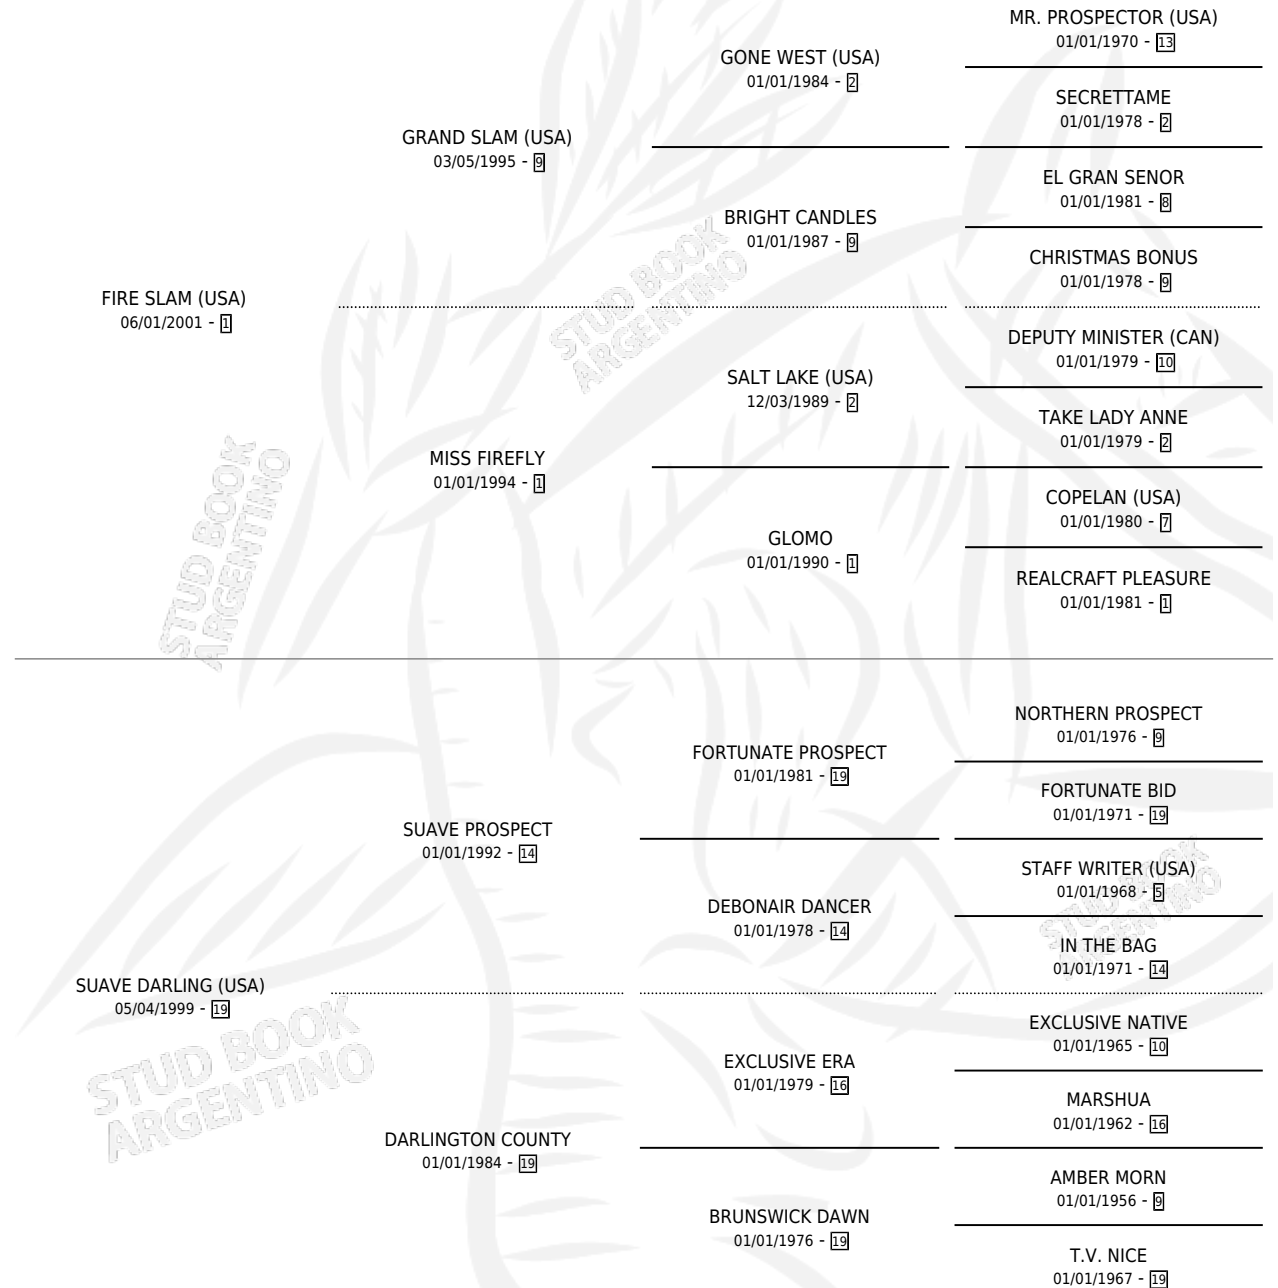 MR. PROSPECTOR (USA)
01/01/1970 - 13
GONE WEST (USA)
01/01/1984 - 2
SECRETTAME
01/01/1978 - 2
GRAND SLAM (USA)
03/05/1995 - 9
EL GRAN SENOR
01/01/1981 - 8
BRIGHT CANDLES
01/01/1987 - 9
CHRISTMAS BONUS
01/01/1978 - 9
FIRE SLAM (USA)
06/01/2001 - 1
STUD BOOK
ARGENTINO
DEPUTY MINISTER (CAN)
01/01/1979 - 10
SALT LAKE (USA)
12/03/1989 - 2
TAKE LADY ANNE
01/01/1979 - 2
MISS FIREFLY
01/01/1994 - 1
COPELAN (USA)
01/01/1980 - 7
GLOMO
01/01/1990 - 1
REALCRAFT PLEASURE
01/01/1981 - 1
STUD BOOK
ARGENTINO
NORTHERN PROSPECT
01/01/1976 - 9
FORTUNATE PROSPECT
01/01/1981 - 19
FORTUNATE BID
01/01/1971 - 19
SUAVE PROSPECT
01/01/1992 - 14
STAFF WRITER (USA)
01/01/1968 - 5
DEBONAIR DANCER
01/01/1978 - 14
STUD BOOK
ARGENTINO
IN THE BAG
01/01/1971 - 14
SUAVE DARLING (USA)
05/04/1999 - 19
EXCLUSIVE NATIVE
01/01/1965 - 10
EXCLUSIVE ERA
01/01/1979 - 16
STUD BOOK
ARGENTINO
MARSHUA
01/01/1962 - 16
DARLINGTON COUNTY
01/01/1984 - 19
AMBER MORN
01/01/1956 - 9
BRUNSWICK DAWN
01/01/1976 - 19
T.V. NICE
01/01/1967 - 19